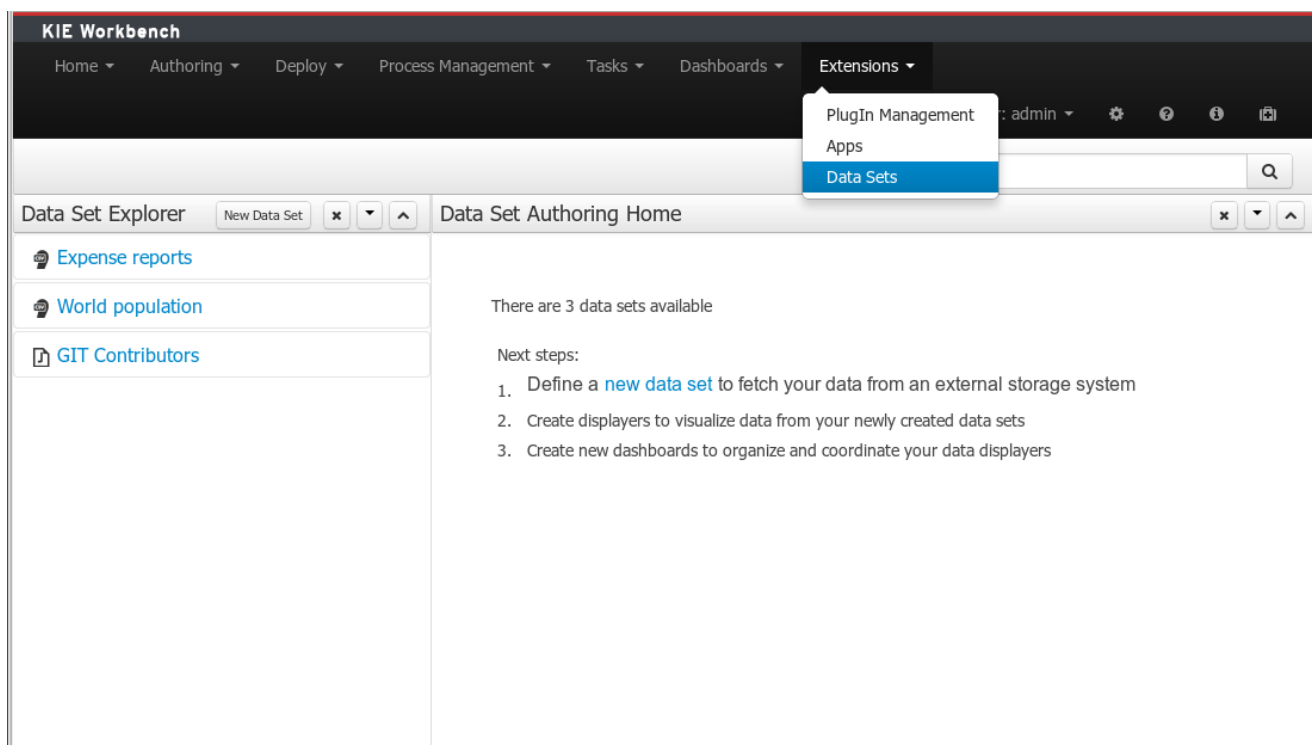 KIE Workbench
Home Authoring Deploy Process Management Tasks Dashboards Extensions
PlugIn Management
: admin
Apps
Data Sets
Data Set Explorer New Data Set
Data Set Authoring Home
Expense reports
World population
GIT Contributors
There are 3 data sets available
Next steps:
1. Define a new data set to fetch your data from an external storage system
2. Create displayers to visualize data from your newly created data sets
3. Create new dashboards to organize and coordinate your data displayers